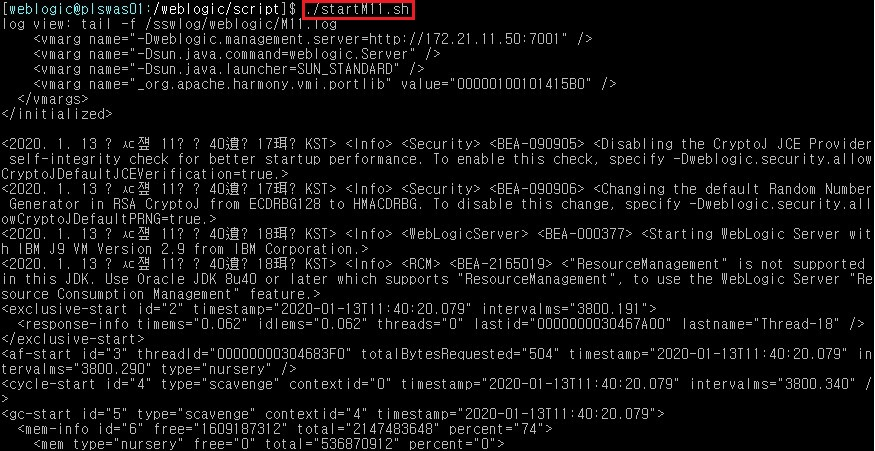 [weblogic@plswas01:/weblogic/script]$ ./startM11.sh
log view: tail -f /sswlog/weblogic/M11.log
<vmarg name="-Dweblogic.management.server=http://172.21.11.50:7001" />
<vmarg name="-Dsun.java.command=weblogic.Server" />
<vmarg name="-Dsun.java.launcher=SUN_STANDARD" />
<vmarg name="_org.apache.harmony.vmi.portlib" value="00000100101415B0" />
</vmargs>
</initialized>
<2020. 1. 13 ? ㅻ쟾 11? ? 40遺? 17珥? KST> <Info> <Security> <BEA-090905> <Disabling the CryptoJ JCE Provider
self-integrity check for better startup performance. To enable this check, specify -Dweblogic.security.allow
CryptoJDefaultJCEVerification=true.>
<2020. 1. 13 ? ㅻ쟾 11? ? 40遺? 17珥? KST> <Info> <Security> <BEA-090906> <Changing the default Random Number
Generator in RSA CryptoJ from ECDRBG128 to HMACDRBG. To disable this change, specify -Dweblogic.security.all
owCryptoJDefaultPRNG=true.>
<2020. 1. 13 ? ㅻ쟾 11? ? 40遺? 18珥? KST> <Info> <WebLogicServer> <BEA-000377> <Starting WebLogic Server wit
h IBM J9 VM Version 2.9 from IBM Corporation.>
<2020. 1. 13 ? ㅻ쟾 11? ? 40遺? 18珥? KST> <Info> <RCM> <BEA-2165019> <"ResourceManagement" is not supported
in this JDK. Use Oracle JDK 8u40 or later which supports "ResourceManagement", to use the WebLogic Server "Re
source Consumption Management" feature.>
<exclusive-start id="2" timestamp="2020-01-13T11:40:20.079" intervalms="3800.191">
<response-info timems="0.062" idlems="0.062" threads="0" lastid="0000000030467A00" lastname="Thread-18" />
</exclusive-start>
<af-start id="3" threadId="00000000304683F0" totalBytesRequested="504" timestamp="2020-01-13T11:40:20.079" in
tervalms="3800.290" type="nursery" />
<cycle-start id="4" type="scavenge" contextid="0" timestamp="2020-01-13T11:40:20.079" intervalms="3800.340" /
>
<gc-start id="5" type="scavenge" contextid="4" timestamp="2020-01-13T11:40:20.079">
<mem-info id="6" free="1609187312" total="2147483648" percent="74">
<mem type="nursery" free="0" total="536870912" percent="0">